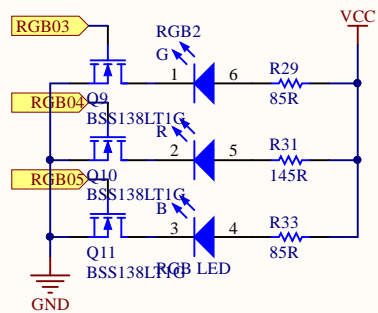 RGB03
RGB2
VCC
G
1
6
R29
85R
Q9
BSS138LT1G
RGB04
R
2
5
R31
145R
Q10
BSS138LT1G
RGB05
B
3
4
R33
85R
Q11
BSS138LT1G
RGB LED
GND